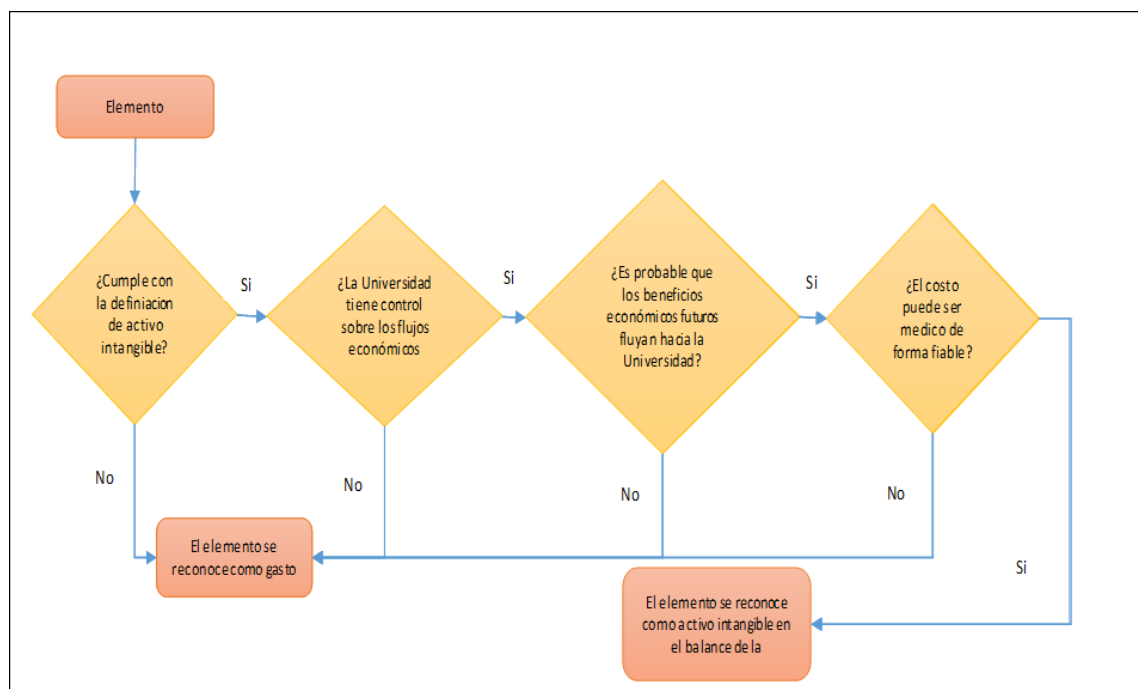 Elemento
¿Cumple con
la definiacion
de activo
intangible?
Si
¿La Universidad
tiene control
sobre los flujos
económicos
Si
¿Es probable que
los beneficios
económicos futuros
fluyan hacia la
Universidad?
Si
¿El costo
puede ser
medico de
forma fiable?
No
No
No
No
El elemento se
reconoce como gasto
Si
El elemento se reconoce
como activo intangible en
el balance de la